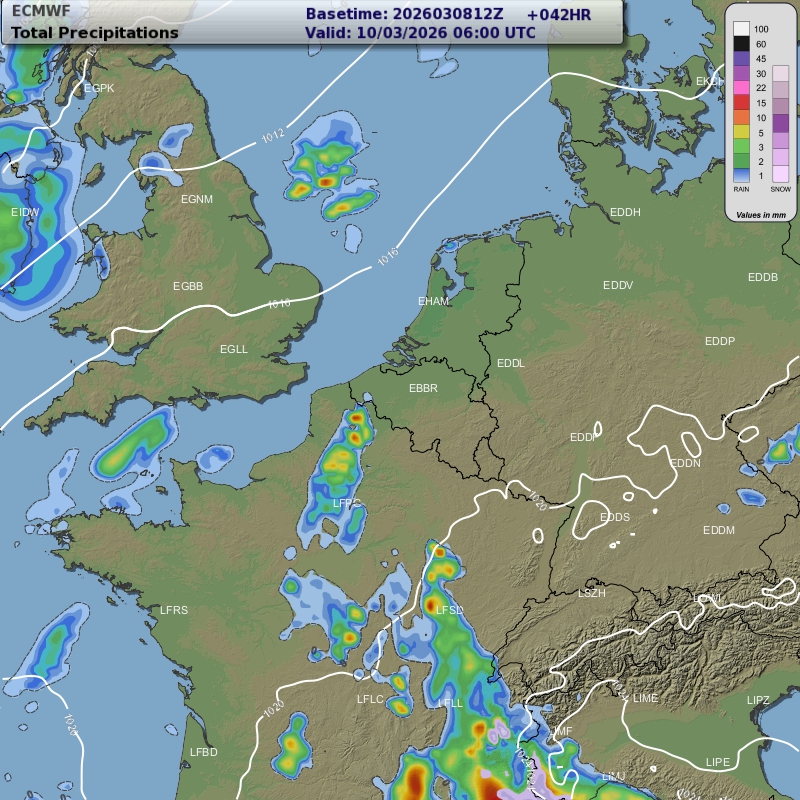 ECMWF
Basetime: 2026030812Z +042HR
Total Precipitations
Valid: 10/03/2026 06:00 UTC
100
60
45
30
22
15
10
5
3
2
1
RAIN SNOW
Values in mm
EGPK
EIDW
EGNM
EGBB
EGLL
EHAM
EBBR
EDDH
EDDV
EDDB
EDDP
EDDL
EDDF
EDDN
EDDS
EDDM
LFRS
LSZH
LFSD
LFLC
LFLL
LFBD
LIME
LIPZ
LIPE
LIMJ
1012
1016
1016
1020
1020
1020